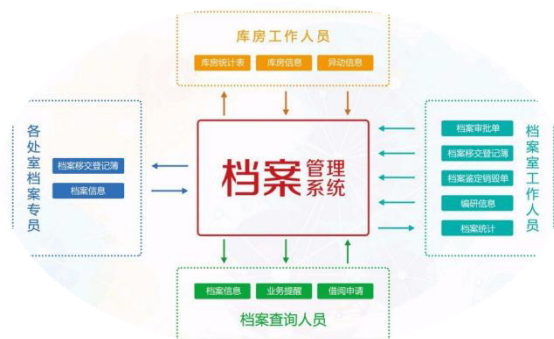 库房工作人员
库房统计表 库房信息 异动信息
各处室档案专员
档案移交登记簿
档案信息
档案管理系统
档案审批单
档案移交登记簿
档案鉴定销毁单
编研信息
档案统计
档案室工作人员
档案信息 业务提醒 借阅申请
档案查询人员